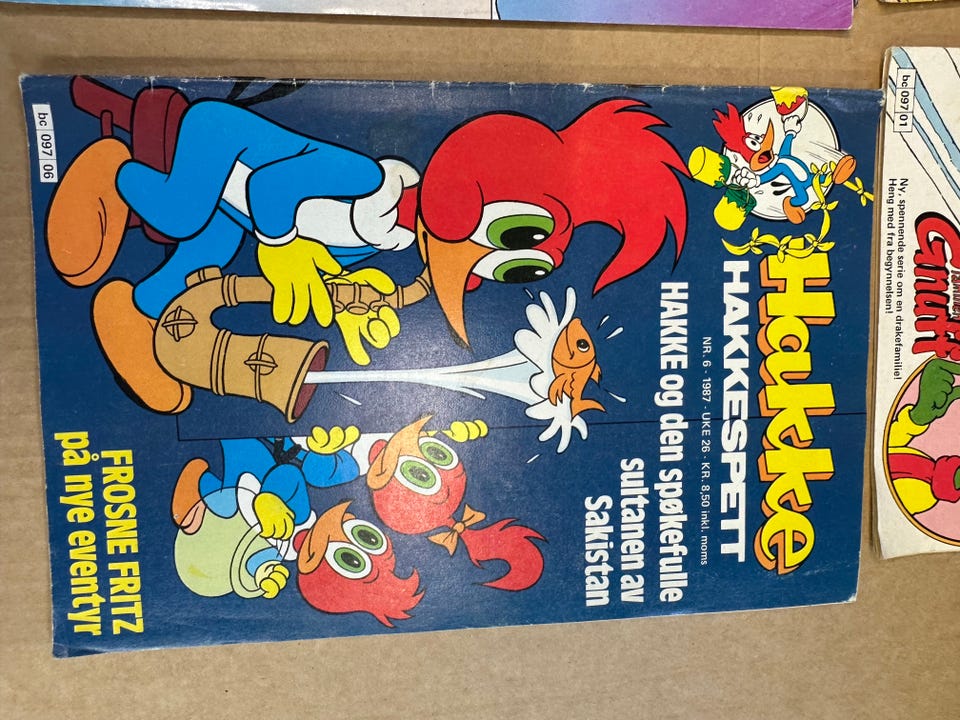 Hakke
HAKKESPETT
NR. 6 - 1987 - UKE 26 - KR. 8,50 inkl. moms
HAKKE og den spøkefulle
sultanen av
Sakistan
FROSNE FRITZ
på nye eventyr
bc 097 06
bc 097 01
Ny, spennende serie om en drakefamilie!
Heng med fra begynnelsen!